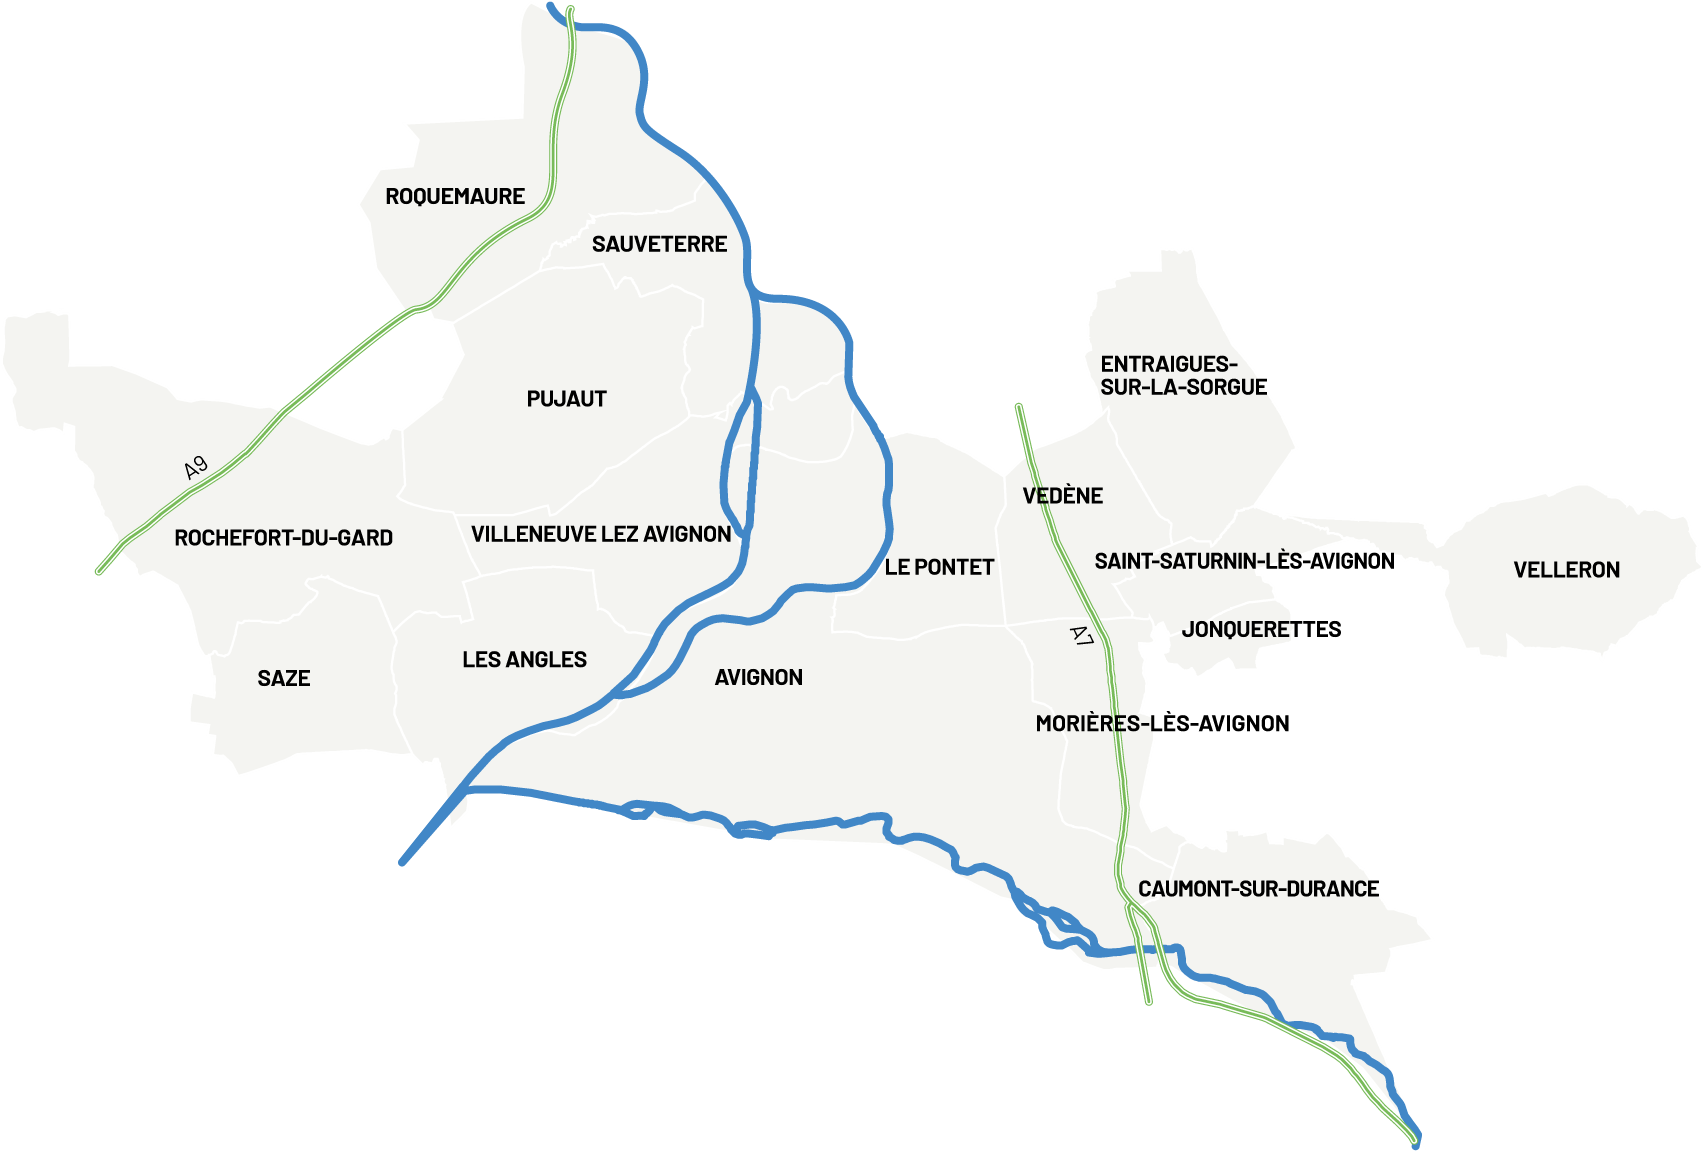 ROQUEMAURE
SAUVETERRE
ENTRAIGUES-
SUR-LA-SORGUE
PUJAUT
A9
VEDÈNE
ROCHEFORT-DU-GARD
VILLENEUVE LEZ AVIGNON
LE PONTET
SAINT-SATURNIN-LÈS-AVIGNON
VELLERON
A7
JONQUERETTES
LES ANGLES
SAZE
AVIGNON
MORIÈRES-LÈS-AVIGNON
CAUMONT-SUR-DURANCE